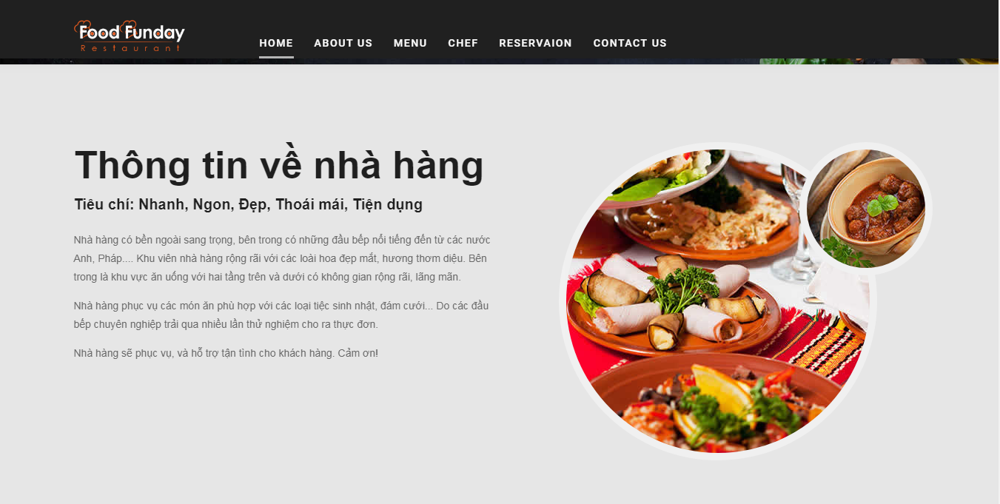 Food Funday
Restaurant
HOME ABOUT US MENU CHEF RESERVAION CONTACT US
Thông tin về nhà hàng
Tiêu chí: Nhanh, Ngon, Đẹp, Thoái mái, Tiện dụng
Nhà hàng có bền ngoài sang trọng, bên trong có những đầu bếp nổi tiếng đến từ các nước
Anh, Pháp.... Khu viên nhà hàng rộng rãi với các loài hoa đẹp mắt, hương thơm diệu. Bên
trong là khu vực ăn uống với hai tầng trên và dưới có không gian rộng rãi, lãng mãn.
Nhà hàng phục vụ các món ăn phù hợp với các loại tiệc sinh nhật, đám cưới... Do các đầu
bếp chuyên nghiệp trải qua nhiều lần thử nghiệm cho ra thực đơn.
Nhà hàng sẽ phục vụ, và hỗ trợ tận tình cho khách hàng. Cảm ơn!